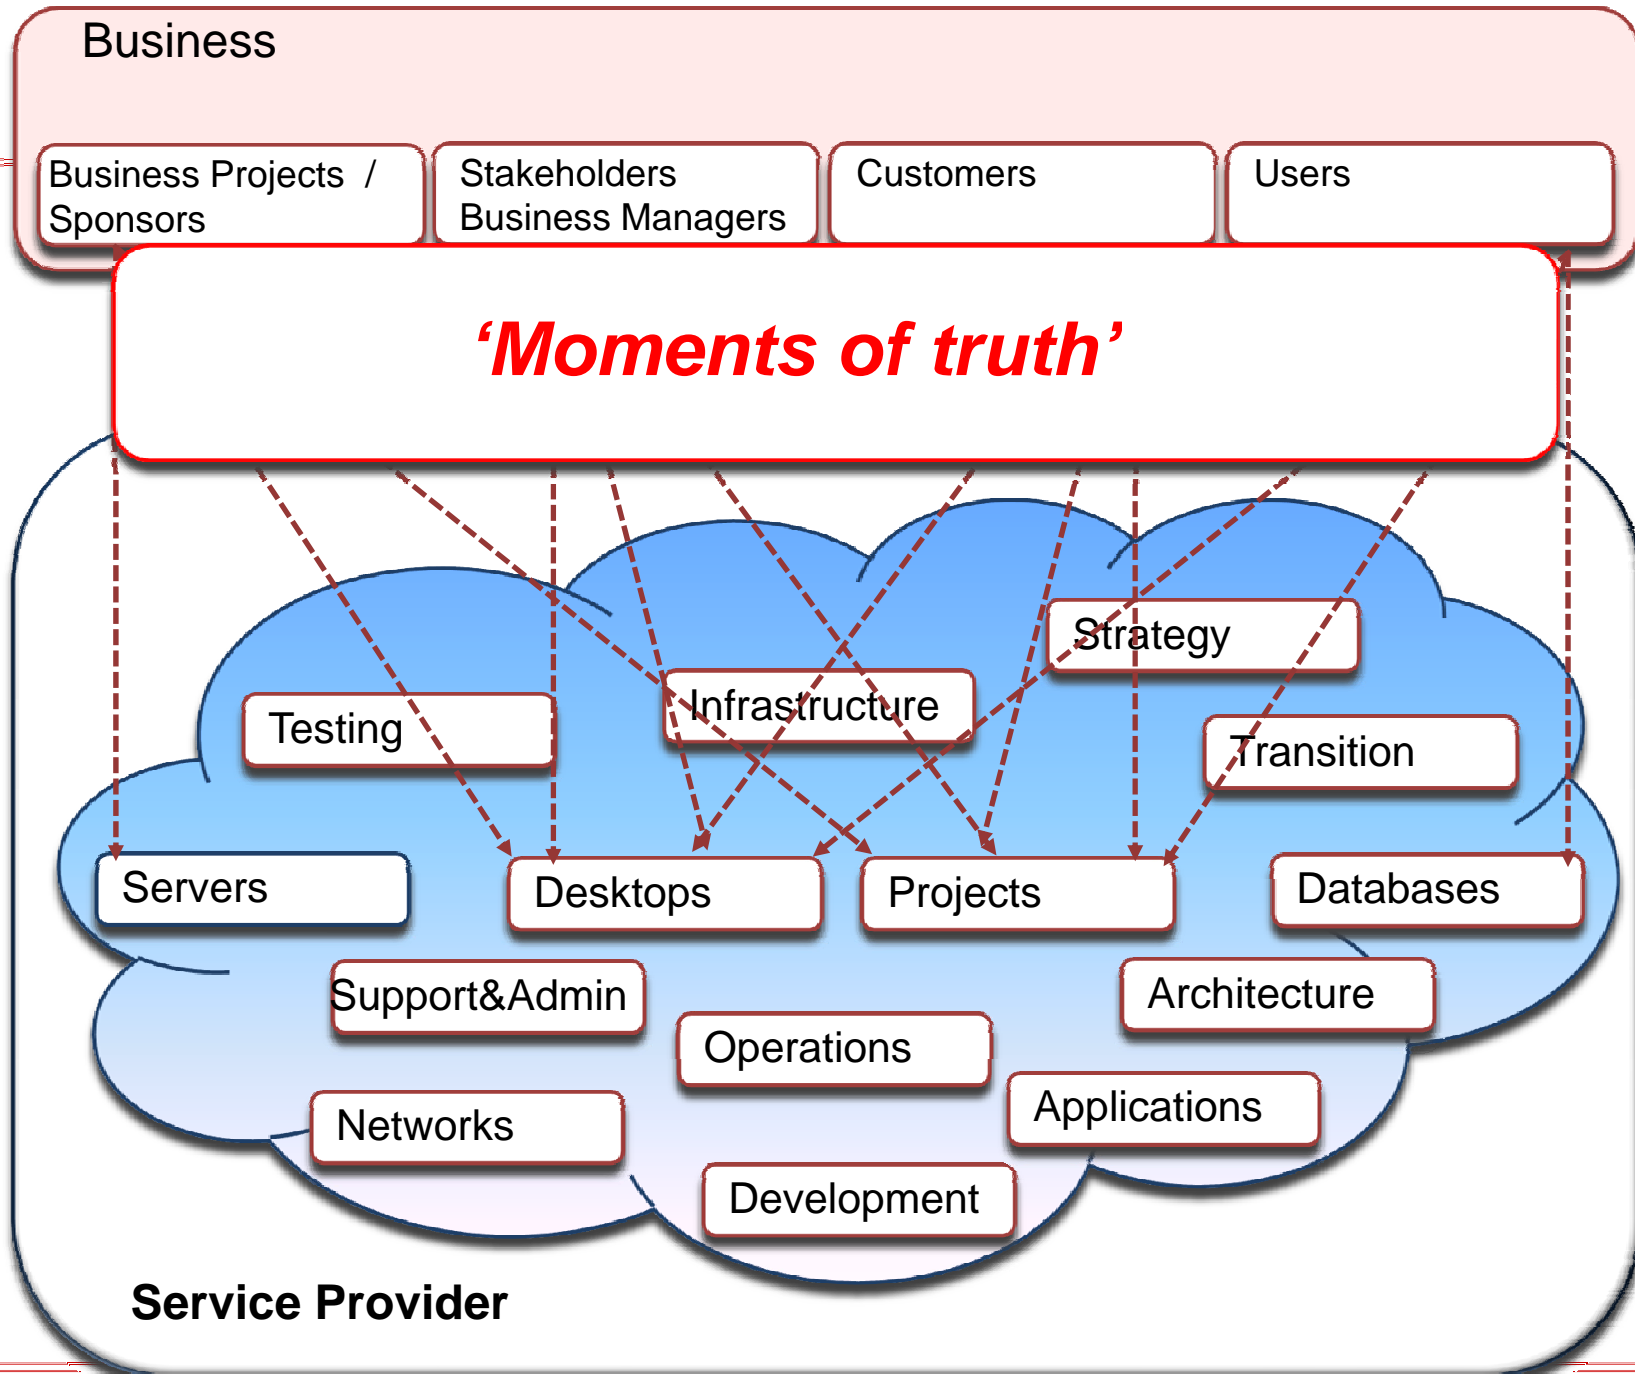 Business
Business Projects  /
Sponsors
Stakeholders
Business Managers
Customers
Users
‘Moments of truth’
Strategy
Infrastructure
Testing
Transition
Servers
Desktops
Projects
Databases
Support&Admin
Architecture
Operations
Applications
Networks
Development
Service Provider